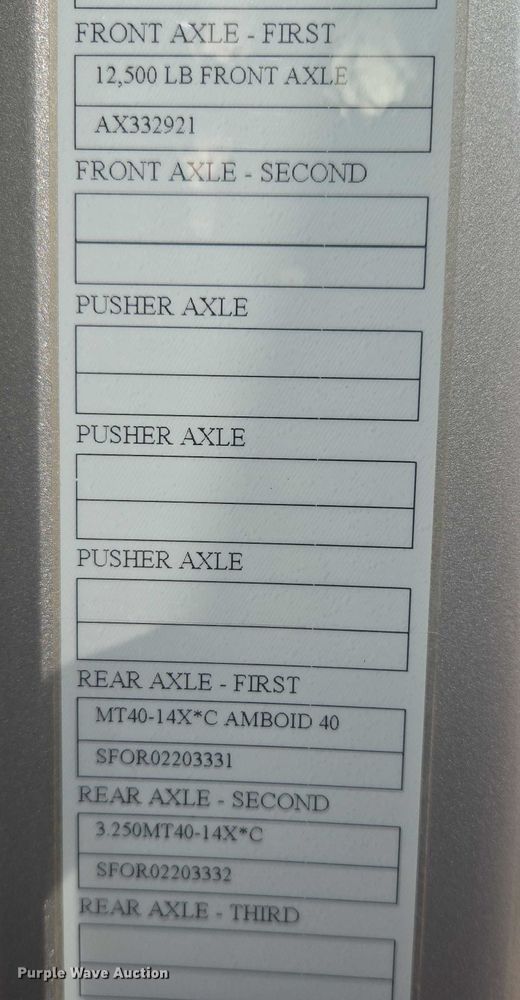 FRONT AXLE - FIRST
12,500 LB FRONT AXLE
AX332921
FRONT AXLE - SECOND
PUSHER AXLE
PUSHER AXLE
PUSHER AXLE
REAR AXLE - FIRST
MT40-14X*C AMBOID 40
SFOR02203331
REAR AXLE - SECOND
3.250MT40-14X*C
SFOR02203332
REAR AXLE - THIRD
Purple Wave Auction